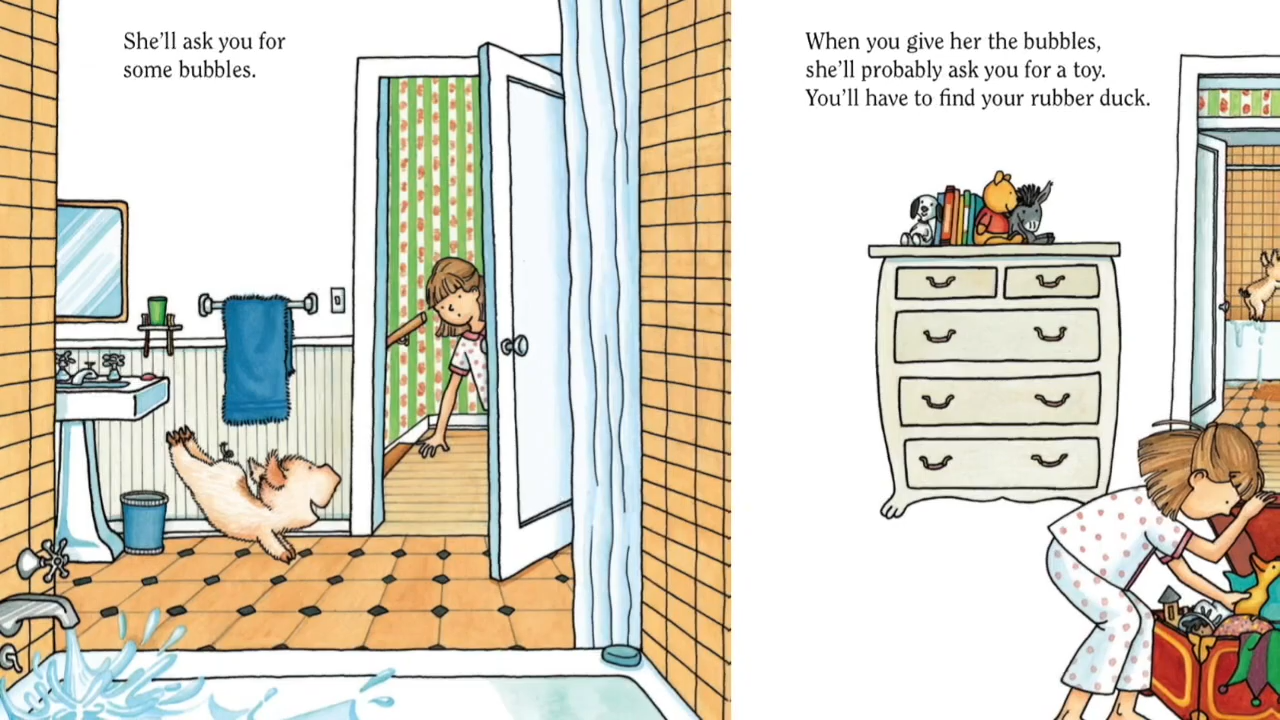 She’ll ask you for
some bubbles.
When you give her the bubbles,
she’ll probably ask you for a toy.
You’ll have to find your rubber duck.